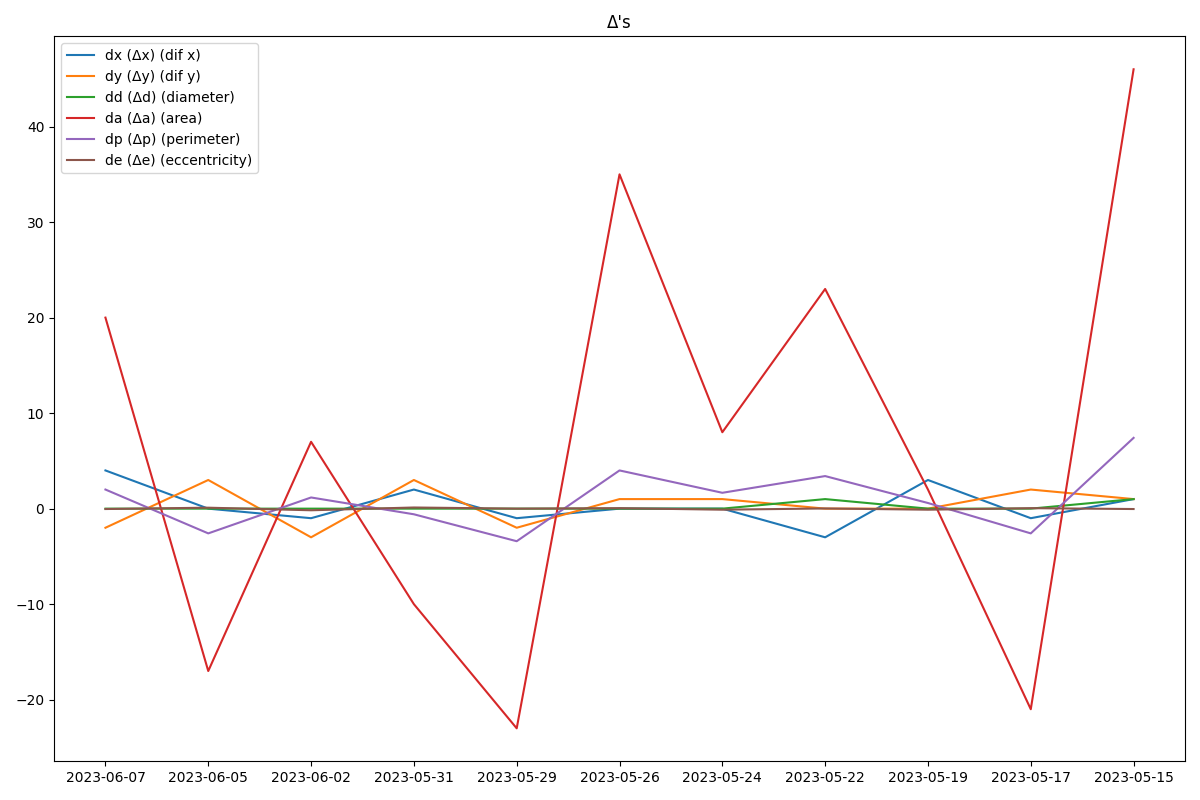 Δ's
dx (Δx) (dif x)
dy (Δy) (dif y)
dd (Δd) (diameter)
da (Δa) (area)
dp (Δp) (perimeter)
de (Δe) (eccentricity)
40
30
20
10
0
−10
−20
2023-06-07 2023-06-05 2023-06-02 2023-05-31 2023-05-29 2023-05-26 2023-05-24 2023-05-22 2023-05-19 2023-05-17 2023-05-15